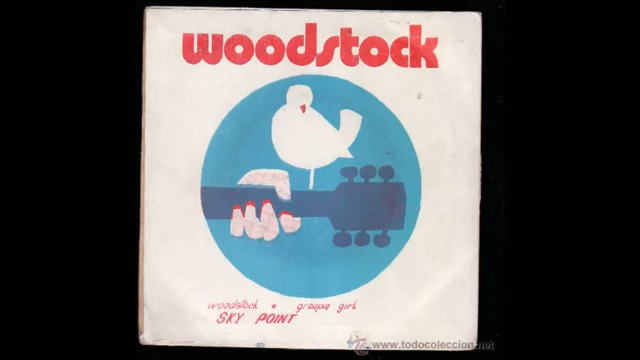 woodstock
woodstock • groupie girl
SKY POINT
www.todocoleccion.net